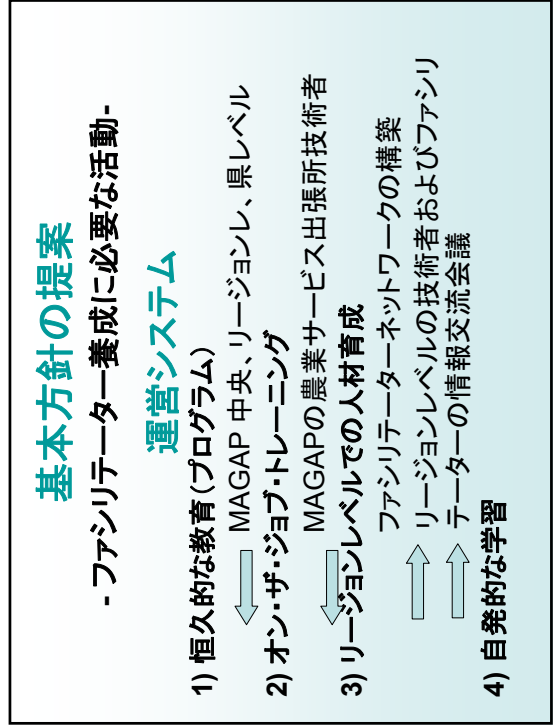 基本方針の提案
- ファシリテーター養成に必要な活動-
運営システム
1) 恒久的な教育(プログラム)
MAGAP 中央、リージョンレ、県レベル
2) オン・ザ・ジョブ・トレーニング
MAGAPの農業サービス出張所技術者
3) リージョンレベルでの人材育成
ファシリテーターネットワークの構築
リージョンレベルの技術者およびファシリ
テーターの情報交流会議
4) 自発的な学習